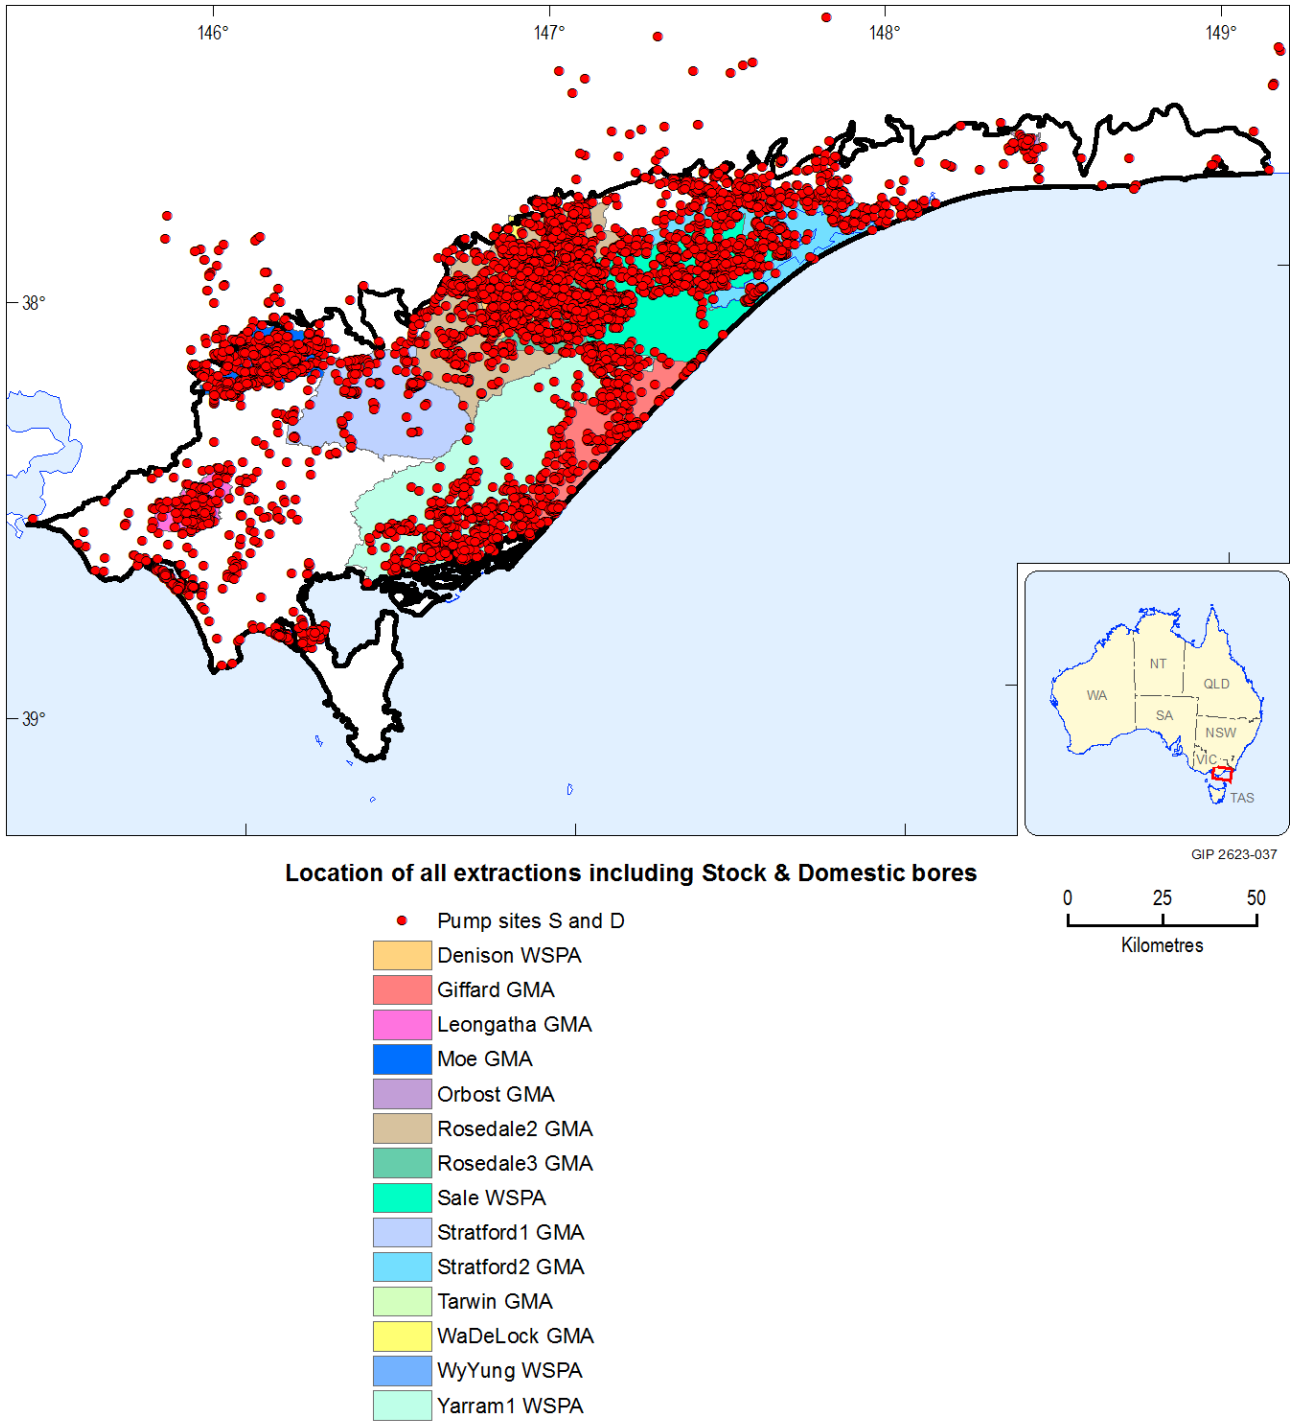 146°
147°
148°
149°
38°
39°
NT
WA
QLD
SA
NSW
VIC
TAS
GIP 2623-037
Location of all extractions including Stock & Domestic bores
0 25 50
Kilometres
Pump sites S and D
Denison WSPA
Giffard GMA
Leongatha GMA
Moe GMA
Orbost GMA
Rosedale2 GMA
Rosedale3 GMA
Sale WSPA
Stratford1 GMA
Stratford2 GMA
Tarwin GMA
WaDeLock GMA
WyYung WSPA
Yarram1 WSPA